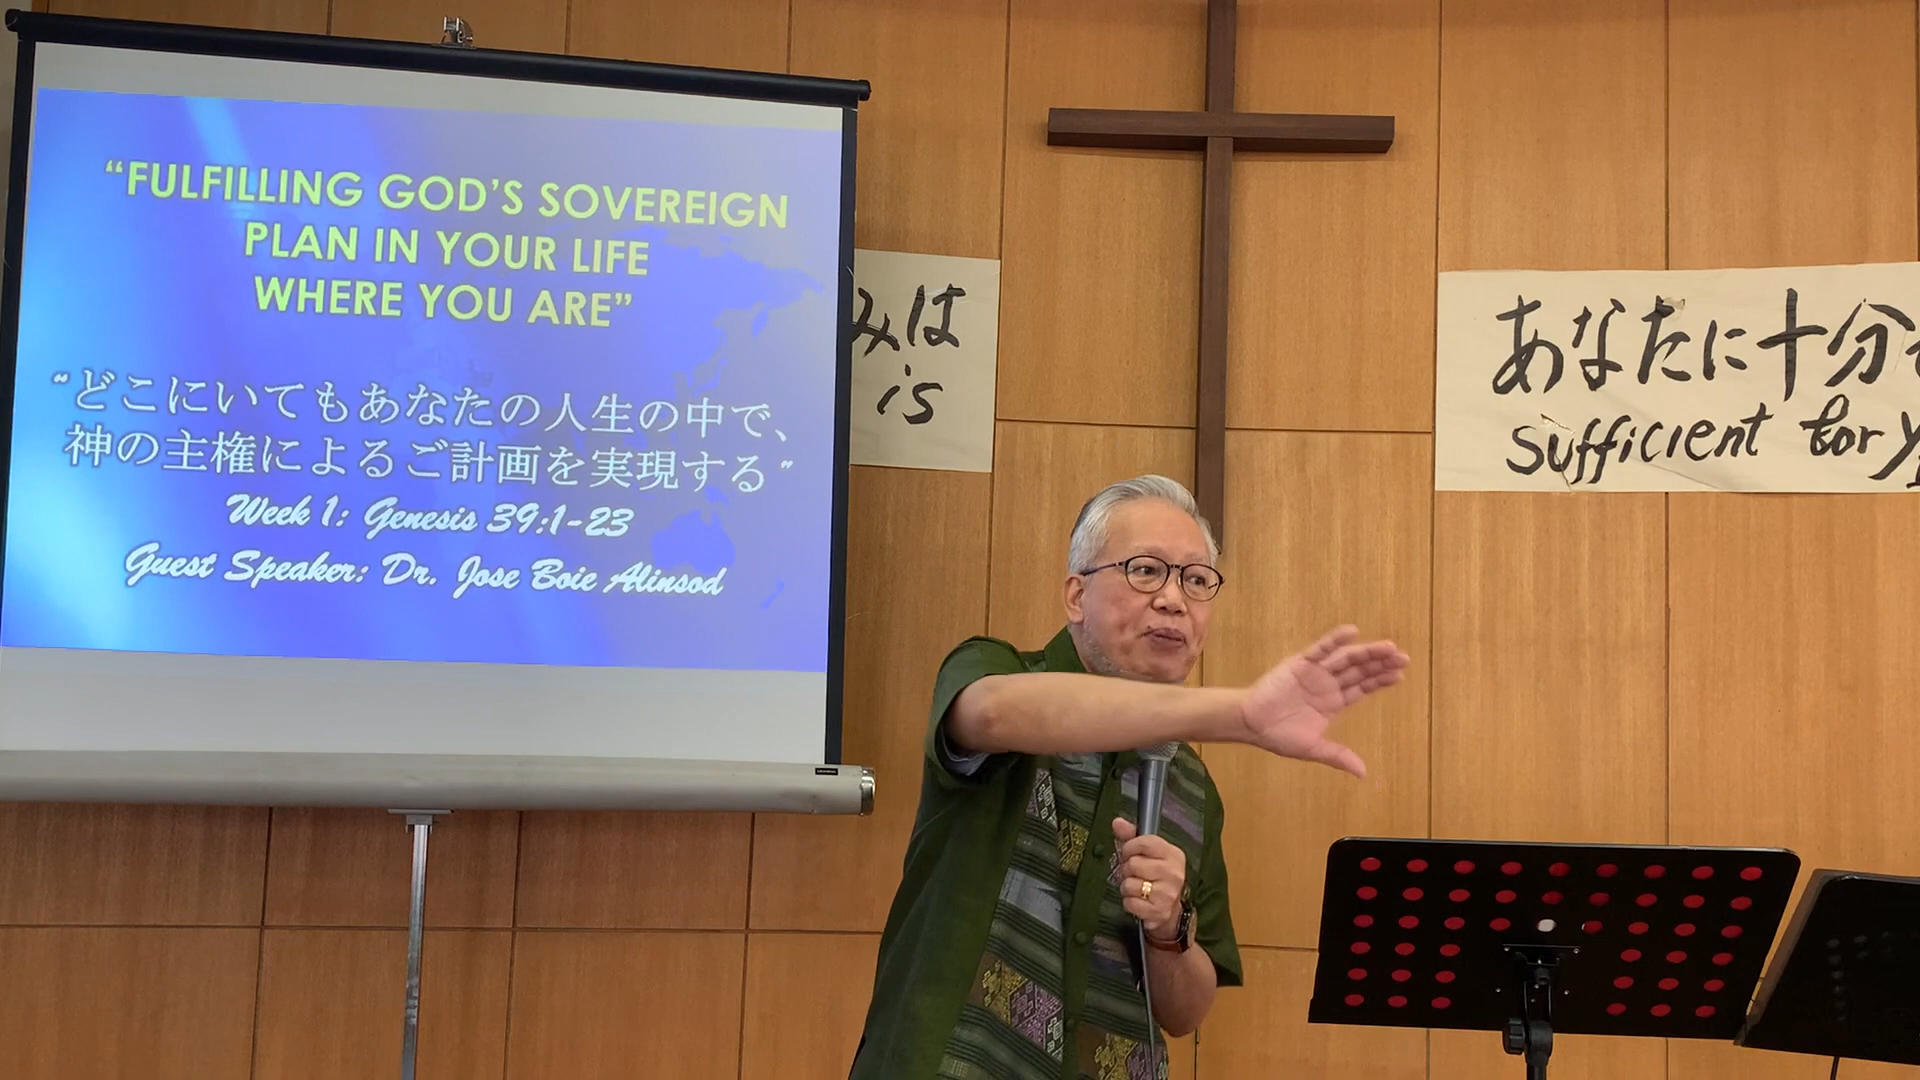 “FULFILLING GOD’S SOVEREIGN
PLAN IN YOUR LIFE
WHERE YOU ARE”
“どこにいてもあなたの人生の中で、
神の主権によるご計画を実現する”
Week 1: Genesis 39:1-23
Guest Speaker: Dr. Jose Boie Alinsod
みは
is
あなたに十分
sufficient for